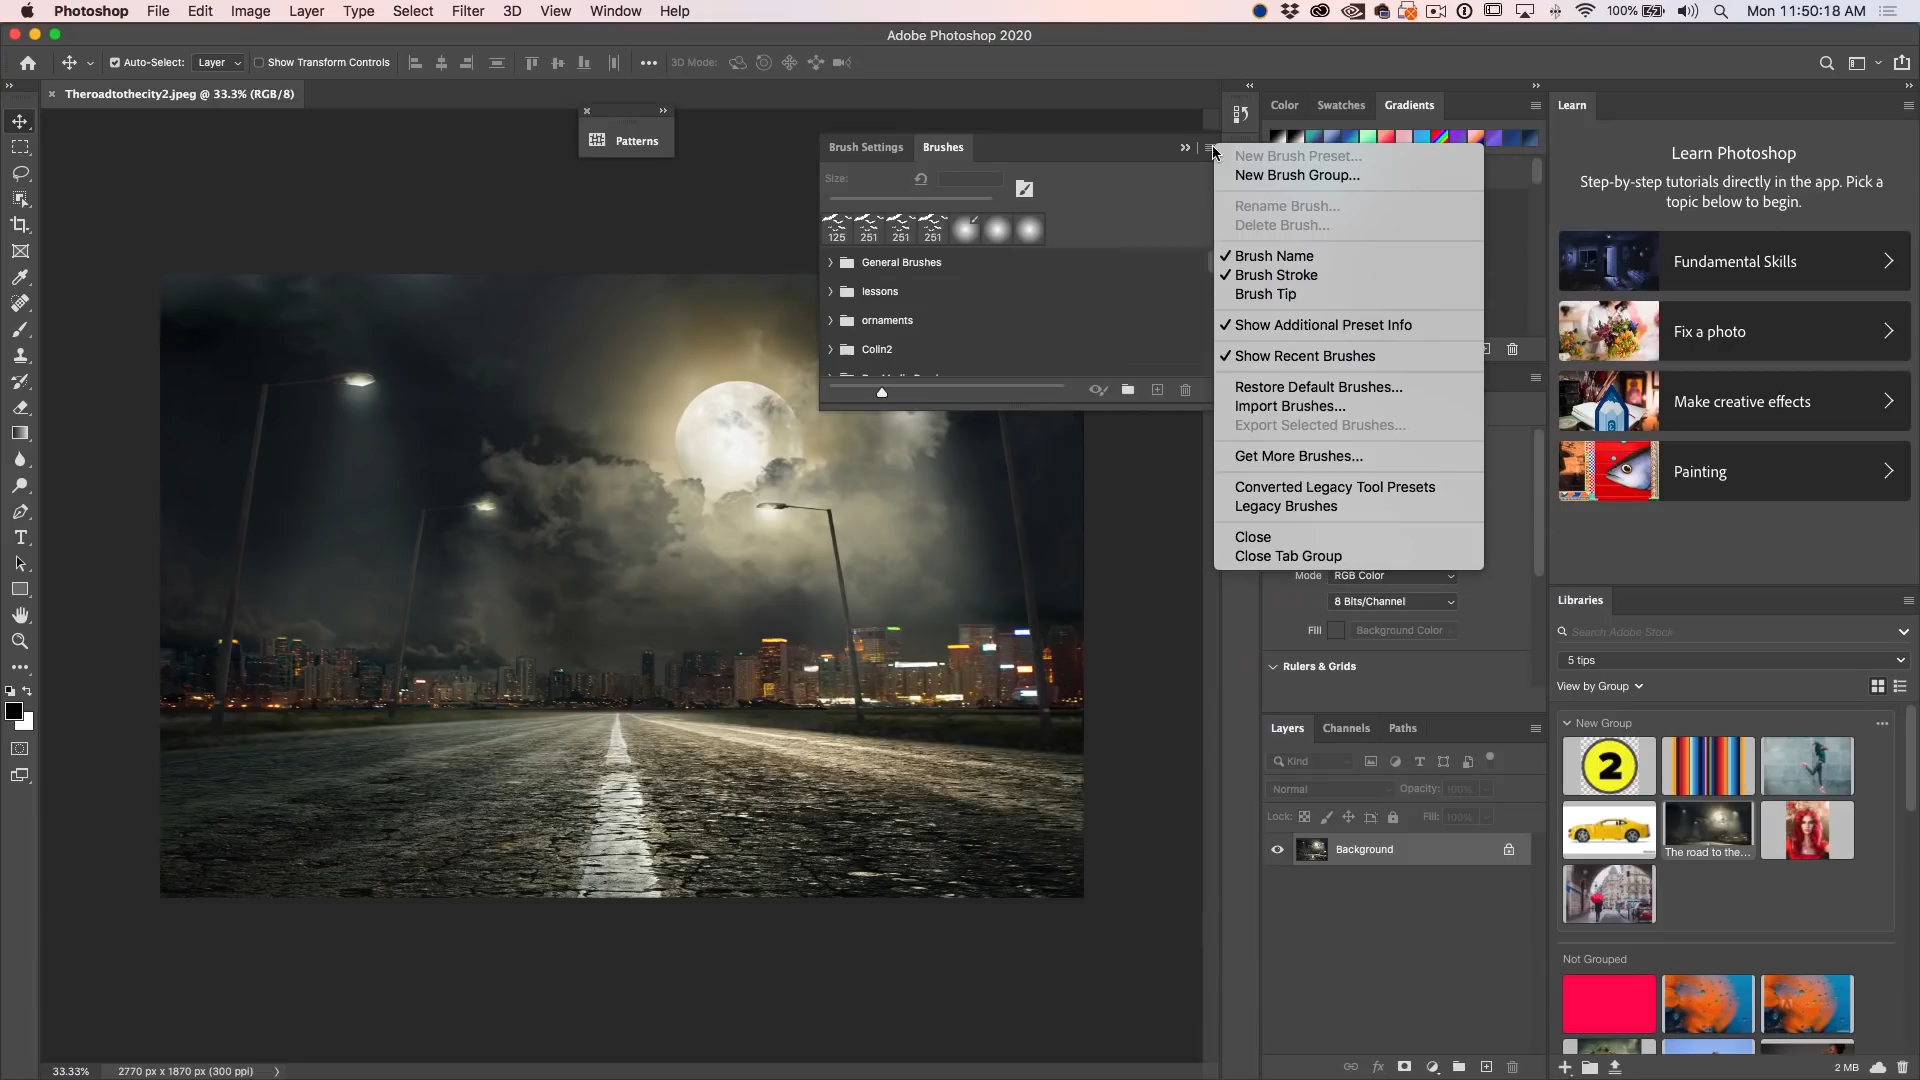 Photoshop File Edit Image Layer Type Select Filter 3D View Window Help
100%
Mon 11:50:18 AM
Adobe Photoshop 2020
Auto-Select: Layer Show Transform Controls 3D Mode:
Theroadtothecity2.jpeg @ 33.3% (RGB/8)
Patterns
Brush Settings Brushes
Size:
125 251 251 251
General Brushes
lessons
ornaments
ColIn2
New Brush Preset...
New Brush Group...
Rename Brush...
Delete Brush...
Brush Name
Brush Stroke
Brush Tip
Show Additional Preset Info
Show Recent Brushes
Restore Default Brushes...
Import Brushes...
Export Selected Brushes...
Get More Brushes...
Converted Legacy Tool Presets
Legacy Brushes
Close
Close Tab Group
Color Swatches Gradients
Mode RGB Color
8 Bits/Channel
Fill Background Color
Rulers & Grids
Layers Channels Paths
Kind
Normal Opacity: 100%
Lock: Fill: 100%
Background
Learn
Learn Photoshop
Step-by-step tutorials directly in the app. Pick a
topic below to begin.
Fundamental Skills
Fix a photo
Make creative effects
Painting
Libraries
Search Adobe Stock
5 tips
View by Group
New Group
2
The road to the...
Not Grouped
2 MB
33.33% 2770 px x 1870 px (300 ppi)